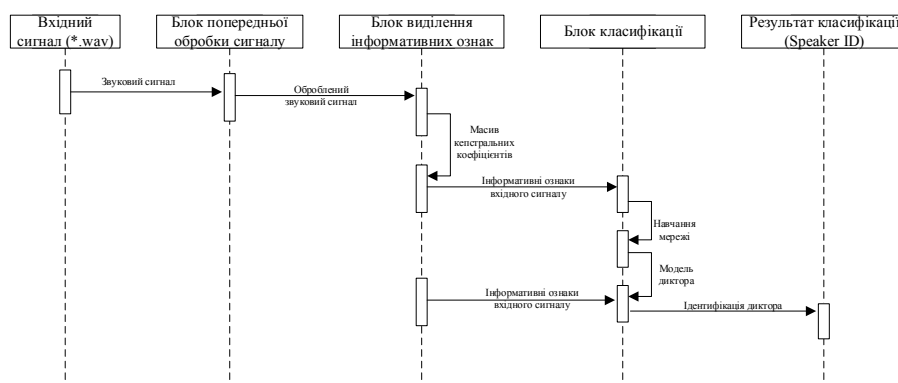 Вхідний
сигнал (*.wav)
Блок попередньої
обробки сигналу
Блок виділення
інформативних ознак
Блок класифікації
Результат класифікації
(Speaker ID)
Звуковий сигнал
Оброблений
звуковий сигнал
Масив
кепстральних
коефіцієнтів
Інформативні ознаки
вхідного сигналу
Навчання
мережі
Модель
диктора
Інформативні ознаки
вхідного сигналу
Ідентифікація диктора